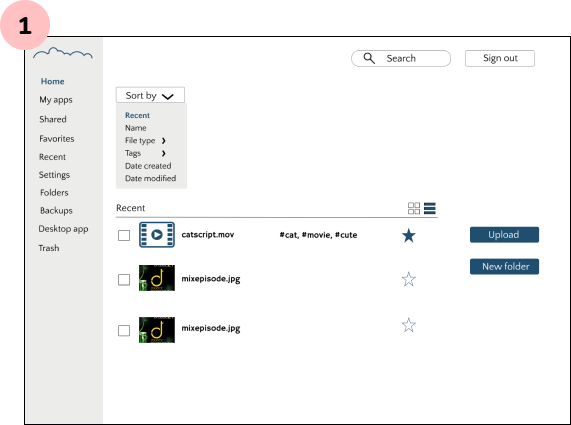 1
Search
Sign out
Home
My apps
Shared
Favorites
Recent
Settings
Folders
Backups
Desktop app
Trash
Sort by
Recent
Name
File type
Tags
Date created
Date modified
Recent
catscript.mov #cat, #movie, #cute
mixepisode.jpg
mixepisode.jpg
Upload
New folder